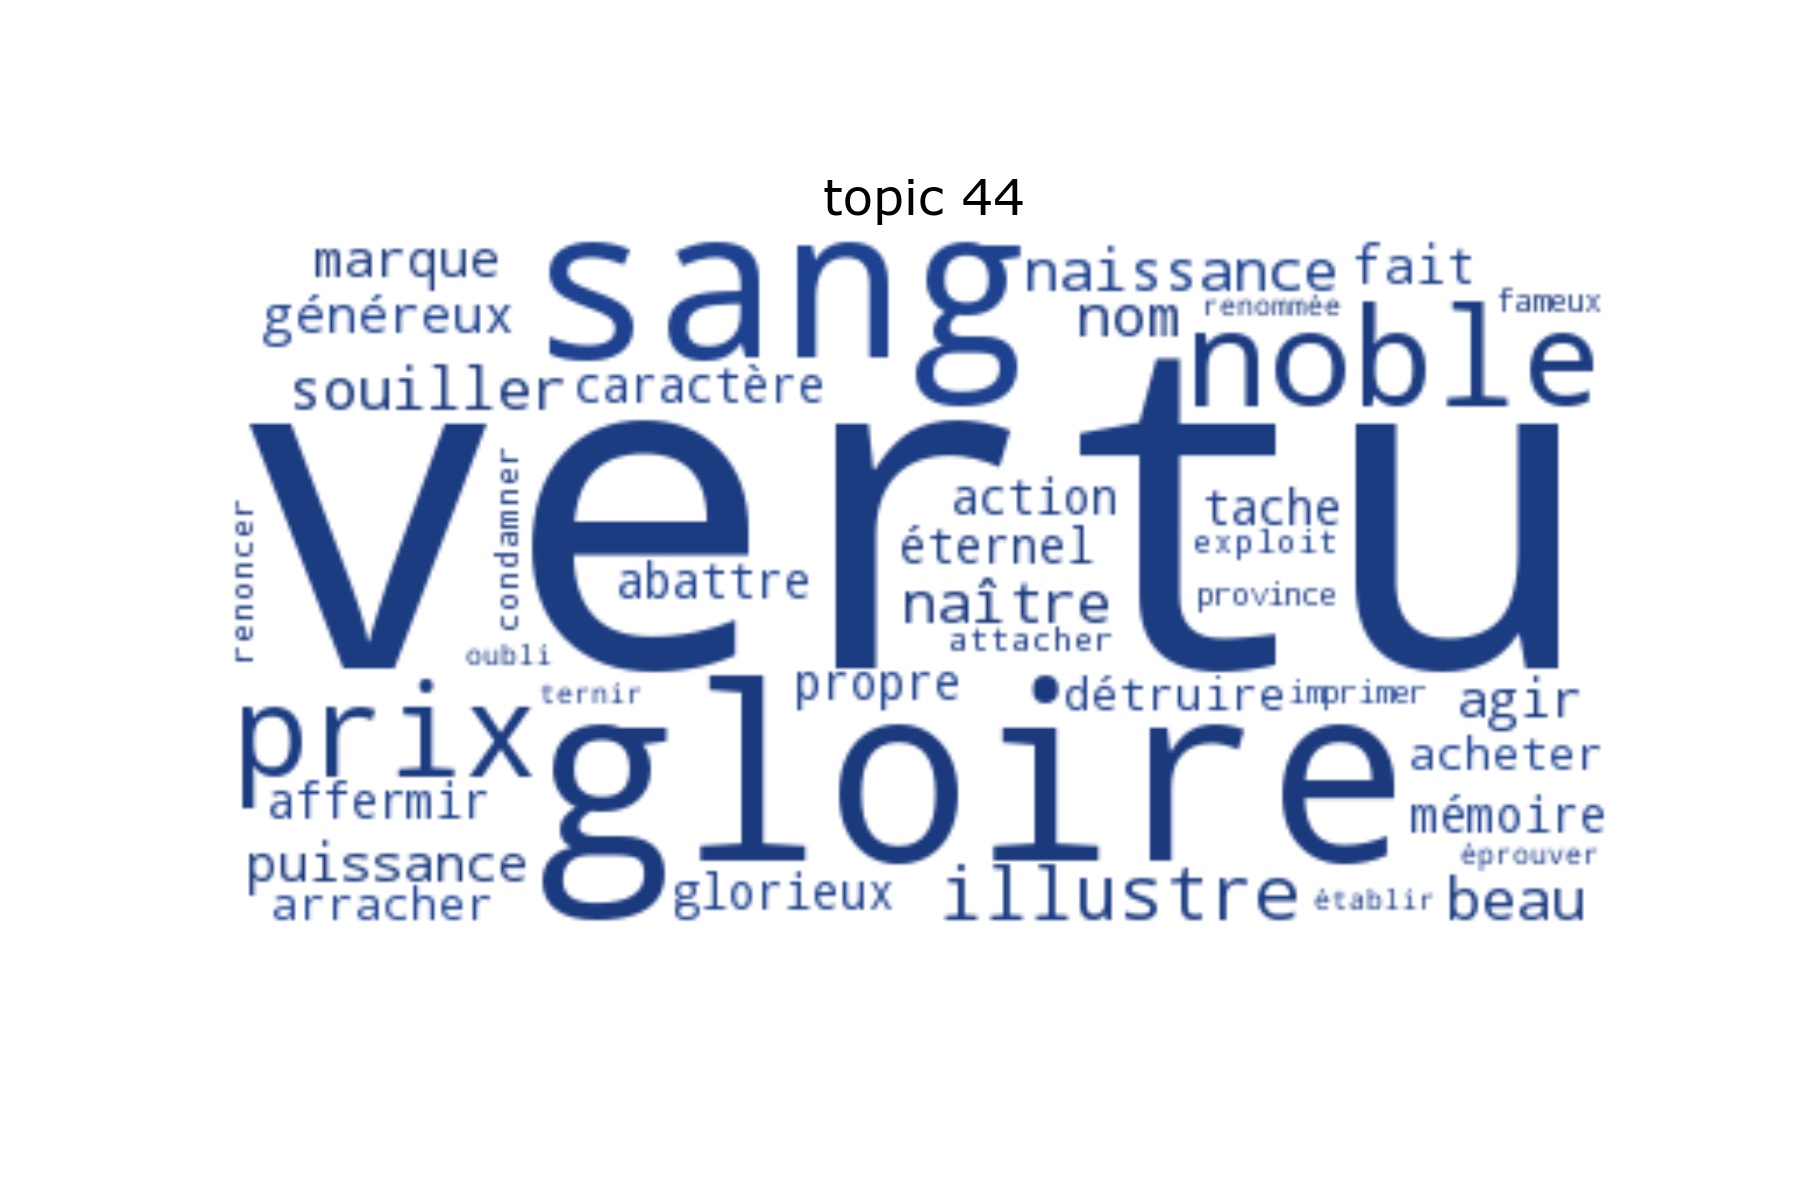 topic 44
marque
sang
naissance
fait
généreux
nom
renommée
fameux
noble
souiller
caractère
vertu
renoncer
condamner
action
tache
éternel
exploit
abattre
naître
province
attacher
oubli
prix
ternir
propre
détruire
imprimer
agir
gloire
acheter
affermir
mémoire
puissance
éprouver
arracher
glorieux
illustre
établir
beau